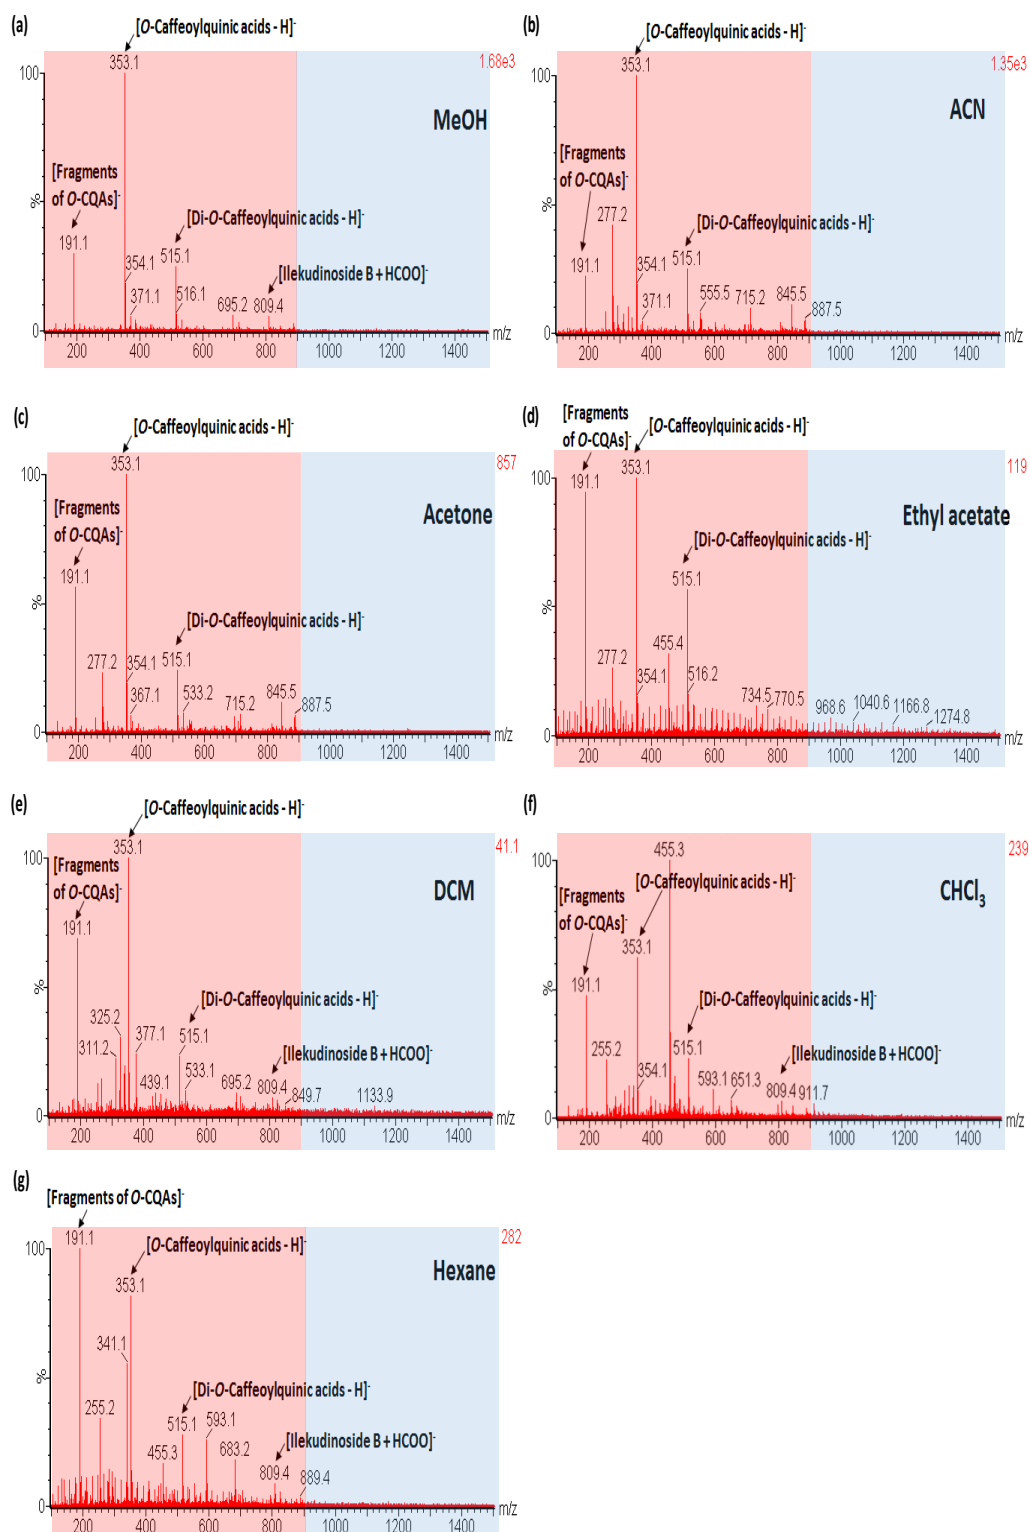 (a)
[O-Caffeoylquinic acids - H]-
353.1
100
1.68e3
MeOH
[Fragments
of O-CQAs]-
%
191.1
[Di-O-Caffeoylquinic acids - H]-
515.1
354.1
371.1
516.1
[Ilekudinoside B + HCOO]-
695.2
809.4
0
200 400 600 800 1000 1200 1400 m/z
(b)
[O-Caffeoylquinic acids - H]-
353.1
100
1.35e3
ACN
[Fragments
of O-CQAs]-
%
277.2
191.1
[Di-O-Caffeoylquinic acids - H]-
515.1
354.1
371.1
555.5
715.2
845.5
887.5
0
200 400 600 800 1000 1200 1400 m/z
(c)
[O-Caffeoylquinic acids - H]-
353.1
100
857
Acetone
[Fragments
of O-CQAs]-
191.1
%
[Di-O-Caffeoylquinic acids - H]-
277.2
354.1
515.1
367.1
533.2
715.2
845.5
887.5
0
200 400 600 800 1000 1200 1400 m/z
(d)
[Fragments
of O-CQAs]-
[O-Caffeoylquinic acids - H]-
191.1
353.1
100
119
Ethyl acetate
[Di-O-Caffeoylquinic acids - H]-
515.1
%
455.4
277.2
354.1
516.2
734.5
770.5
968.6
1040.6
1166.8
1274.8
0
200 400 600 800 1000 1200 1400 m/z
(e)
[O-Caffeoylquinic acids - H]-
353.1
100
41.1
DCM
[Fragments
of O-CQAs]-
191.1
%
[Di-O-Caffeoylquinic acids - H]-
325.2
311.2
377.1
515.1
439.1
533.1
[Ilekudinoside B + HCOO]-
695.2
809.4
849.7
1133.9
0
200 400 600 800 1000 1200 1400 m/z
(f)
455.3
100
239
CHCl3
[O-Caffeoylquinic acids - H]-
[Fragments
of O-CQAs]-
353.1
191.1
%
[Di-O-Caffeoylquinic acids - H]-
255.2
354.1
515.1
[Ilekudinoside B + HCOO]-
593.1
651.3
809.4
911.7
0
200 400 600 800 1000 1200 1400 m/z
(g)
[Fragments of O-CQAs]-
191.1
100
282
[O-Caffeoylquinic acids - H]-
353.1
Hexane
341.1
%
[Di-O-Caffeoylquinic acids - H]-
255.2
515.1
593.1
455.3
683.2
[Ilekudinoside B + HCOO]-
809.4
889.4
0
200 400 600 800 1000 1200 1400 m/z